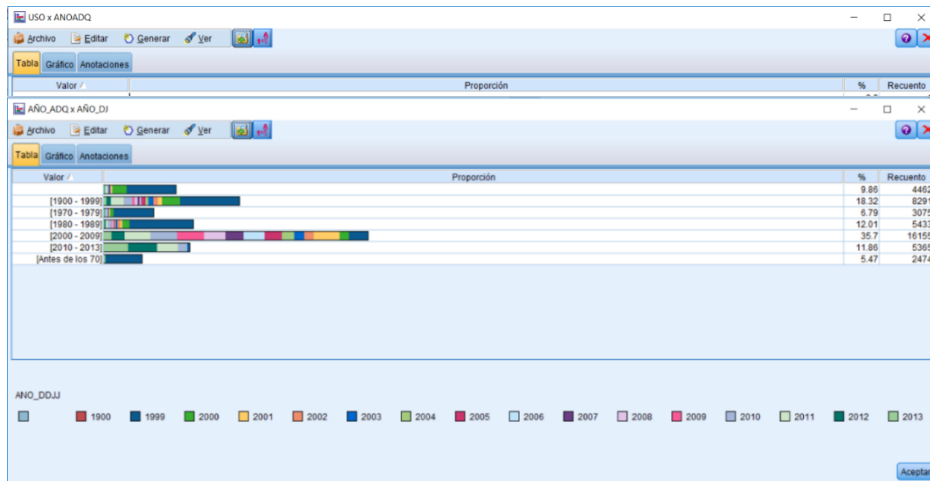 USO x ANOADQ
Archivo Editar Generar Ver
Tabla Gráfico Anotaciones
Valor Proporción % Recuento
AÑO_ADQ x AÑO_DJ
Archivo Editar Generar Ver
Tabla Gráfico Anotaciones
Valor Proporción % Recuento
9.86 4462
[1900 - 1999] 18.32 8291
[1970 - 1979] 6.79 3075
[1980 - 1989] 12.01 5433
[2000 - 2009] 35.7 16155
[2010 - 2013] 11.86 5365
[Antes de los 70] 5.47 2474
ANO_DDJJ
1900 1999 2000 2001 2002 2003 2004 2005 2006 2007 2008 2009 2010 2011 2012 2013
Aceptar